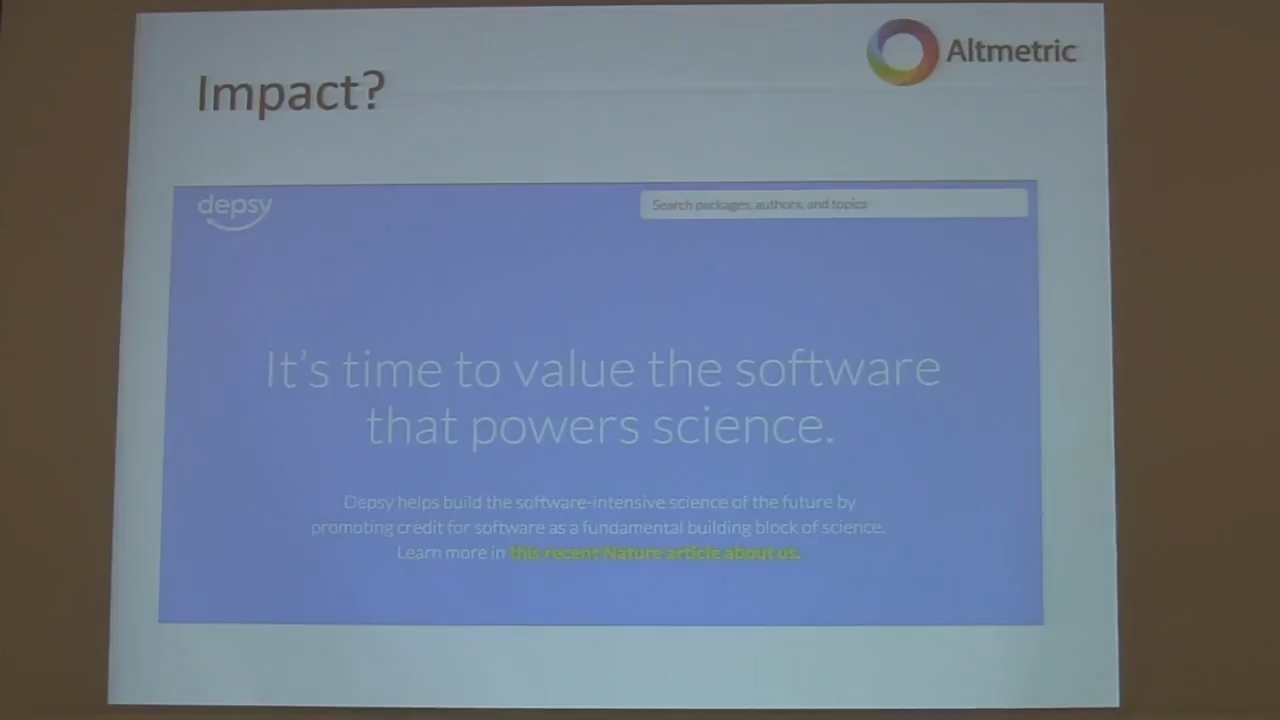 Altmetric
Impact?
depsy
Search packages, authors, and topics
It's time to value the software
that powers science.
Depsy helps build the software-intensive science of the future by
promoting credit for software as a fundamental building block of science.
Learn more in this recent Nature article about us.